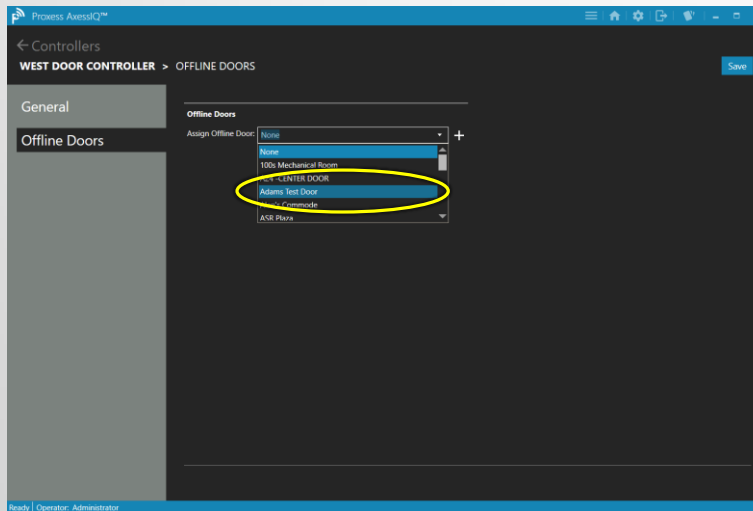 Proxess AxessIQ™
Controllers
WEST DOOR CONTROLLER > OFFLINE DOORS
Save
General
Offline Doors
Offline Doors
Assign Offline Door: None
None
100s Mechanical Room
-CENTER DOOR
Adams Test Door
Commode
ASR Plaza
Ready Operator: Administrator